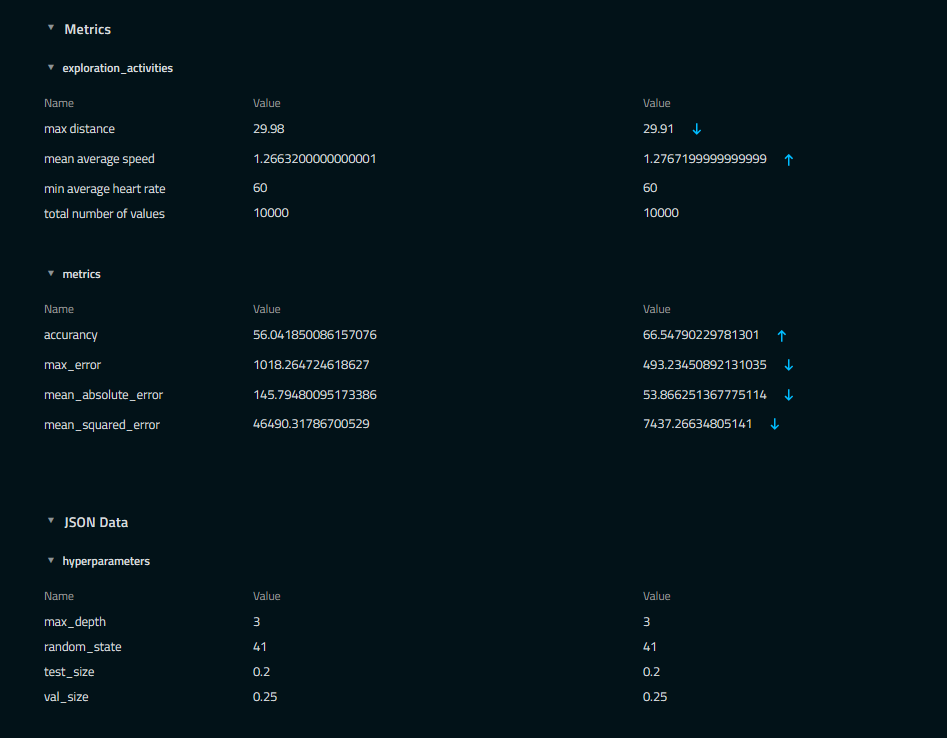 Metrics
exploration_activities
Name Value Value
max distance 29.98 29.91
mean average speed 1.2663200000000001 1.2767199999999999
min average heart rate 60 60
total number of values 10000 10000
metrics
Name Value Value
accurancy 56.041850086157076 66.54790229781301
max_error 1018.264724618627 493.23450892131035
mean_absolute_error 145.79480095173386 53.866251367775114
mean_squared_error 46490.31786700529 7437.26634805141
JSON Data
hyperparameters
Name Value Value
max_depth 3 3
random_state 41 41
test_size 0.2 0.2
val_size 0.25 0.25